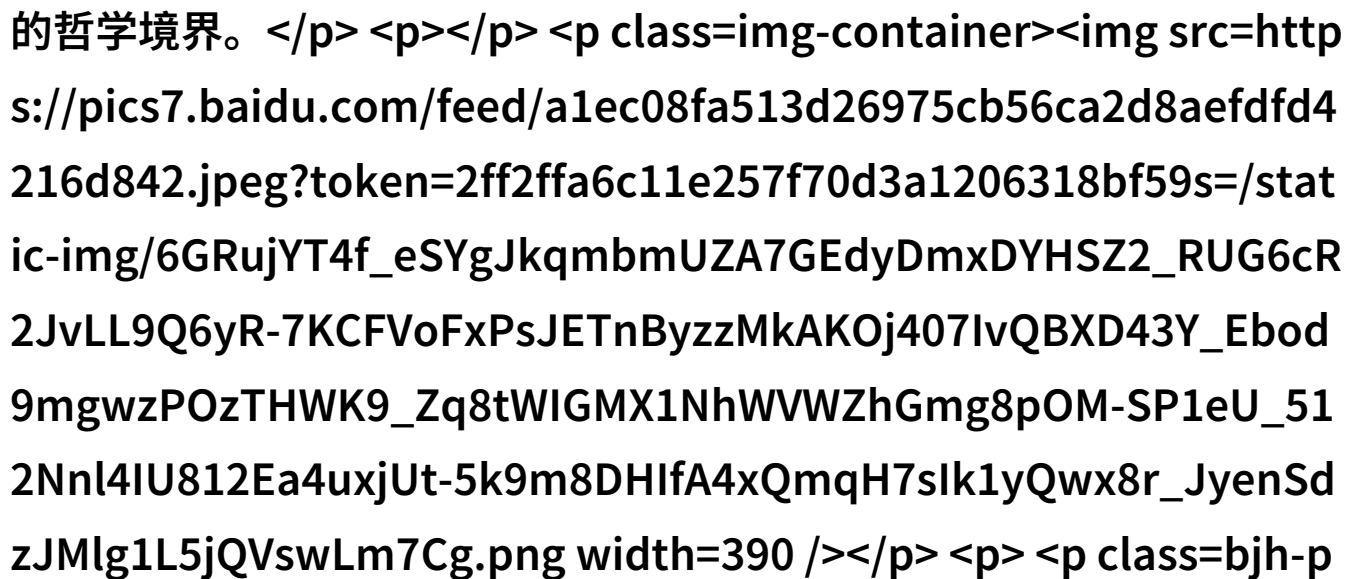 的哲学境界。</p> <p></p> <p class=img-container><img src=http
s://pics7.baidu.com/feed/a1ec08fa513d26975cb56ca2d8aefdfd4
216d842.jpeg?token=2ff2ffa6c11e257f70d3a1206318bf59s=/stat
ic-img/6GRujYT4f_eSYgJkqmbmUZA7GEdyDmxDYHSZ2_RUG6cR
2JvLL9Q6yR-7KCFVoFxPsJETnByzzMkAKOj407IvQBXD43Y_Ebod
9mgwzPOzTHWK9_Zq8tWIGMX1NhWVWZhGmg8pOM-SP1eU_51
2Nnl4IU812Ea4uxjUt-5k9m8DHIfA4xQmqH7sIk1yQwx8r_JyenSd
zJMlg1L5jQVswLm7Cg.png width=390 /></p> <p> <p class=bjh-p